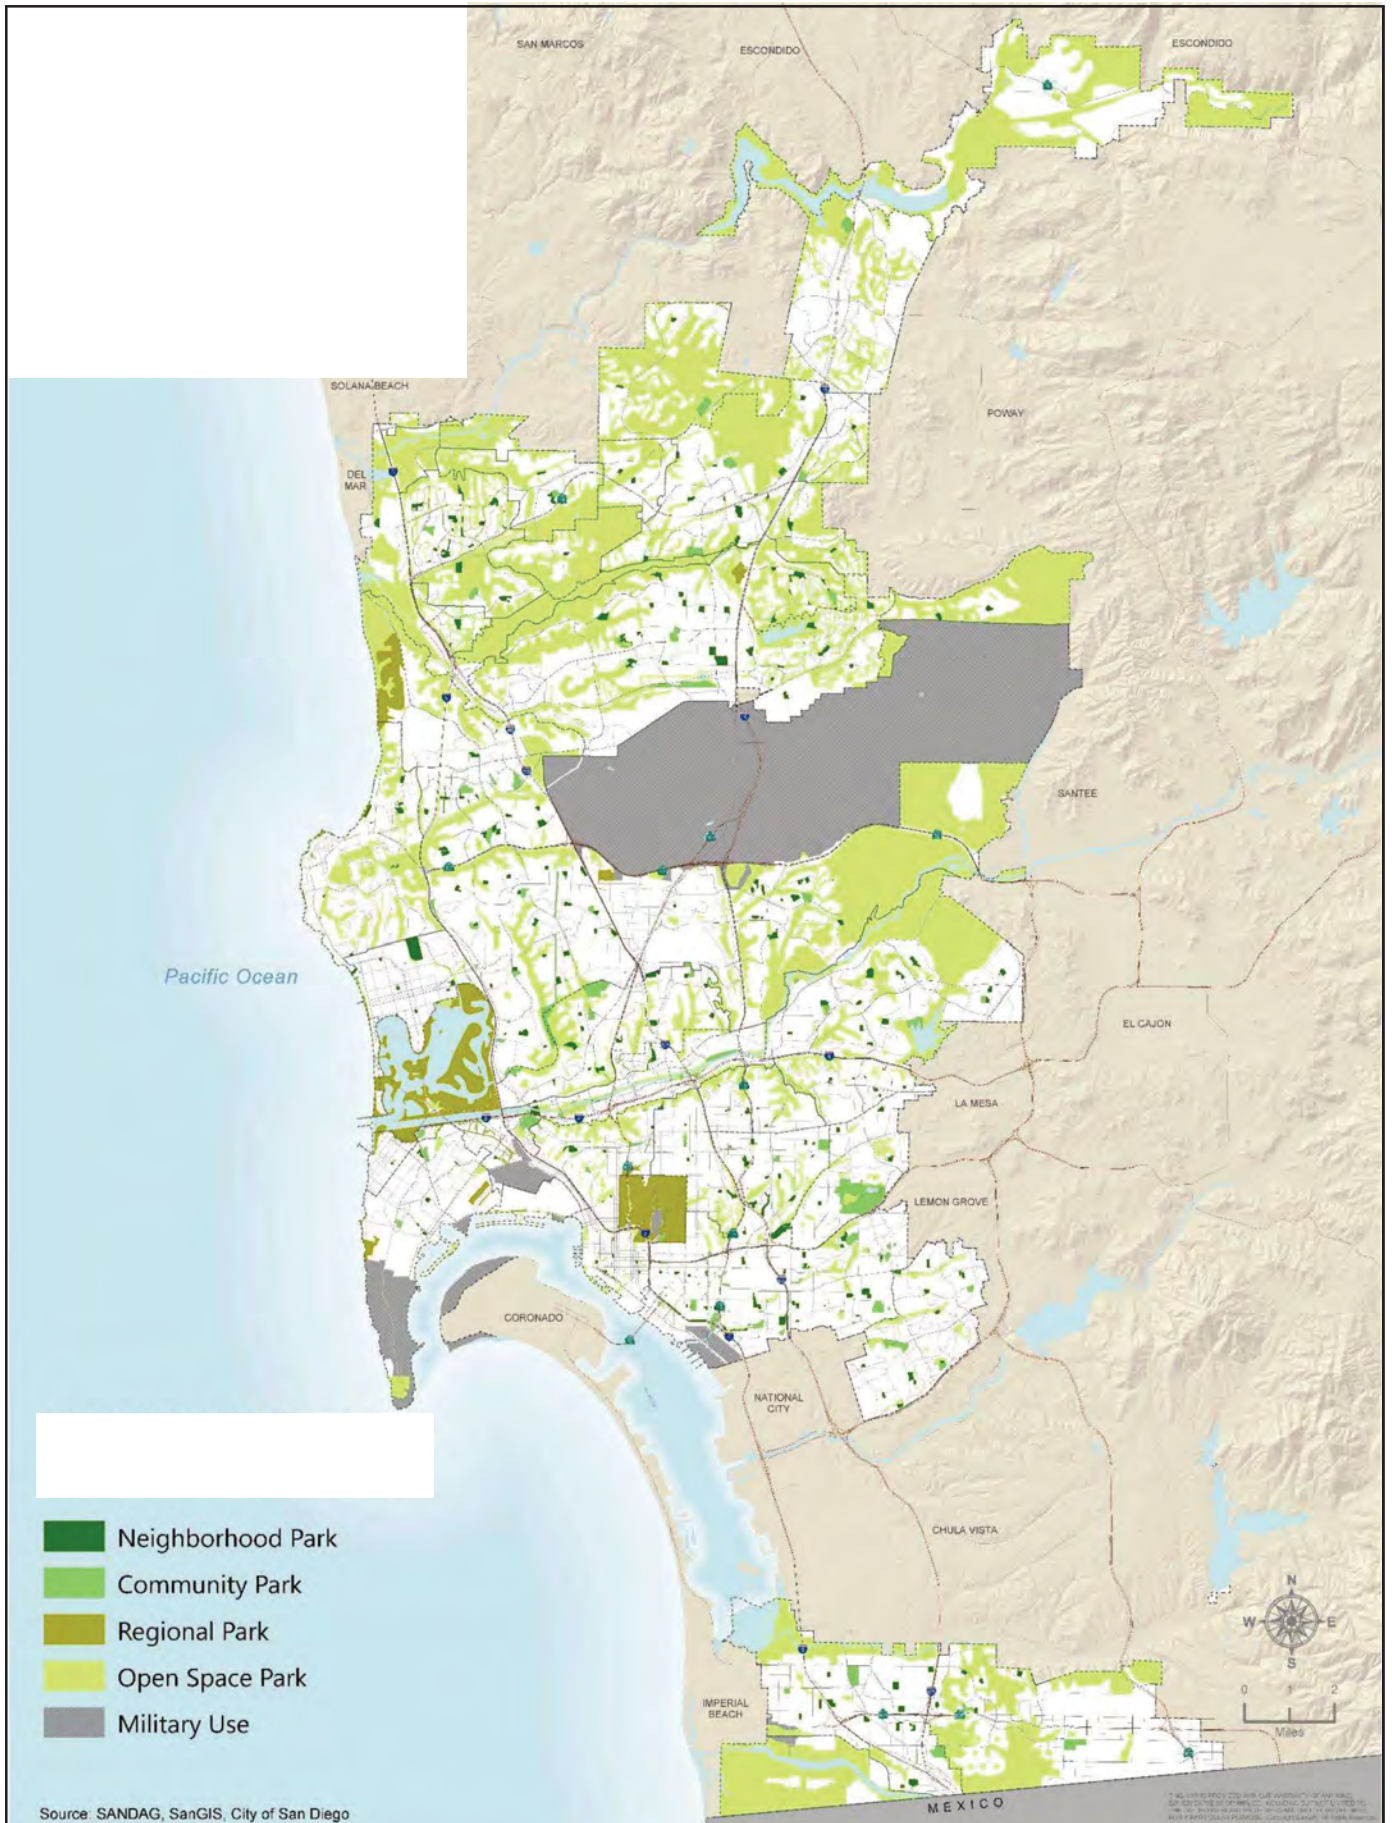 SAN MARCOS
ESCONDIDO
ESCONDIDO
SOLANA BEACH
POWAY
DEL
MAR
SANTEE
Pacific Ocean
EL CAJON
LA MESA
LEMON GROVE
CORONADO
NATIONAL
CITY
CHULA VISTA
IMPERIAL
BEACH
Neighborhood Park
Community Park
Regional Park
Open Space Park
Military Use
N
W
E
S
0 1 2
Miles
MEXICO
Source: SANDAG, SanGIS, City of San Diego